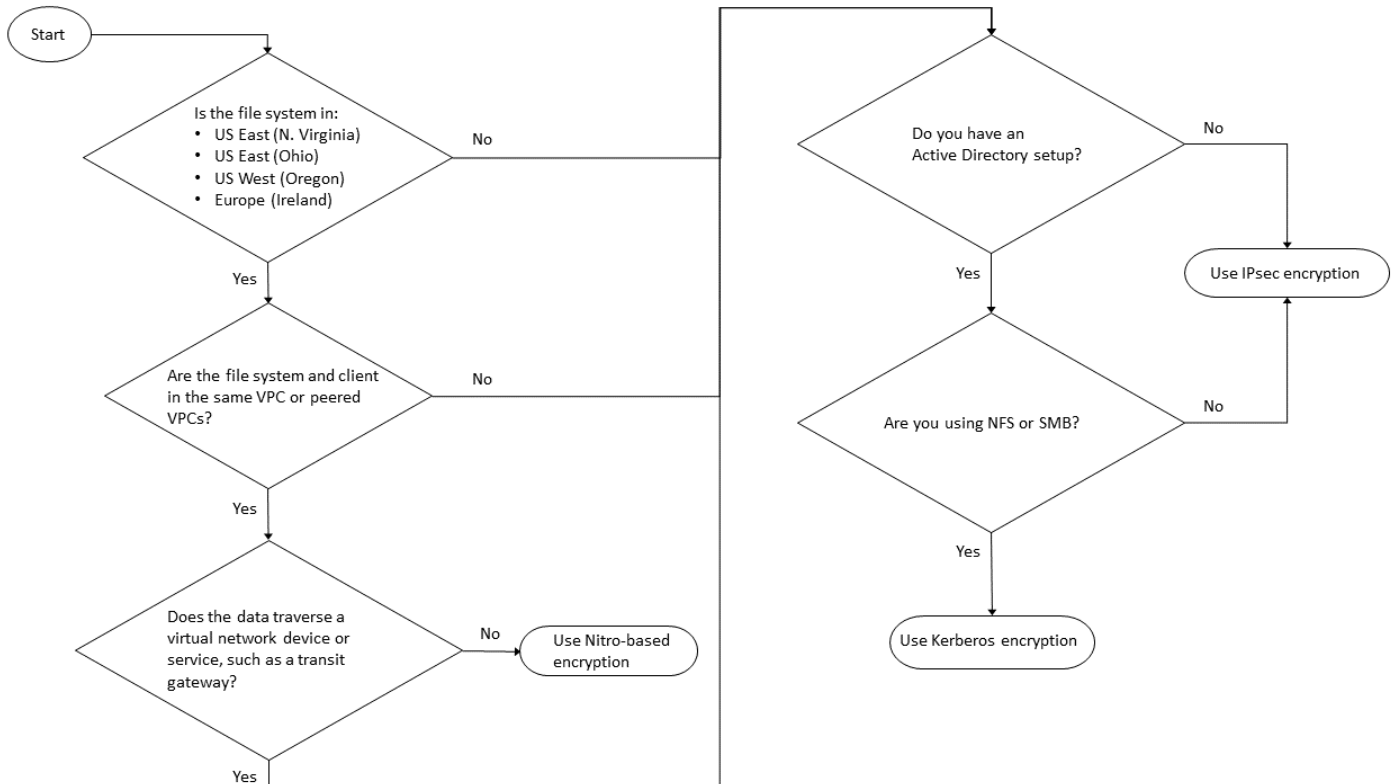 Start
Is the file system in:
• US East (N. Virginia)
• US East (Ohio)
• US West (Oregon)
• Europe (Ireland)
No
Yes
Are the file system and client
in the same VPC or peered
VPCs?
No
Yes
Does the data traverse a
virtual network device or
service, such as a transit
gateway?
No
Use Nitro-based
encryption
Yes
Do you have an
Active Directory setup?
No
Use IPsec encryption
Yes
Are you using NFS or SMB?
No
Yes
Use Kerberos encryption